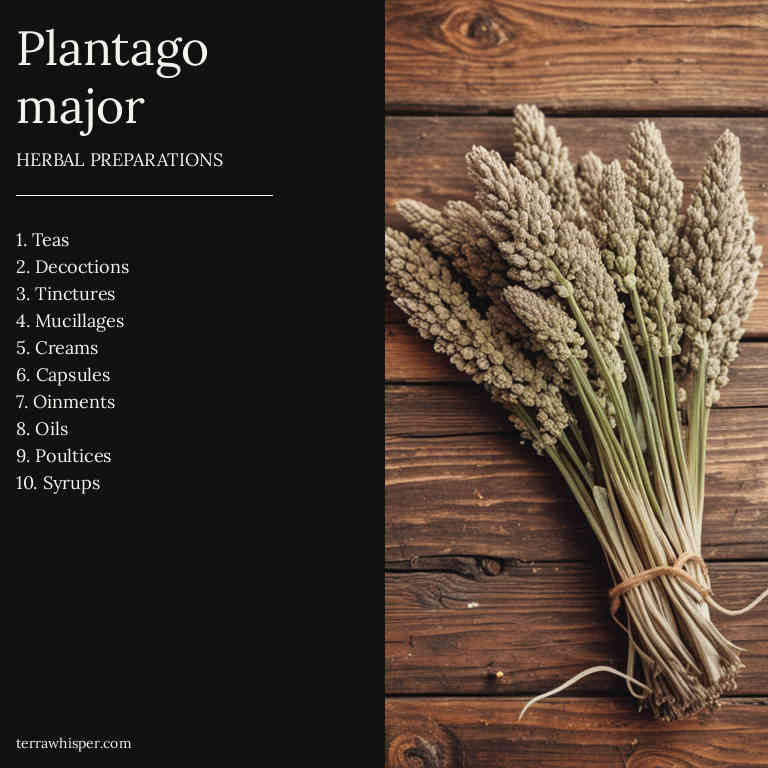 Plantago
major
HERBAL PREPARATIONS
1. Teas
2. Decoctions
3. Tinctures
4. Mucillages
5. Creams
6. Capsules
7. Oinments
8. Oils
9. Poultices
10. Syrups
terrawhisper.com